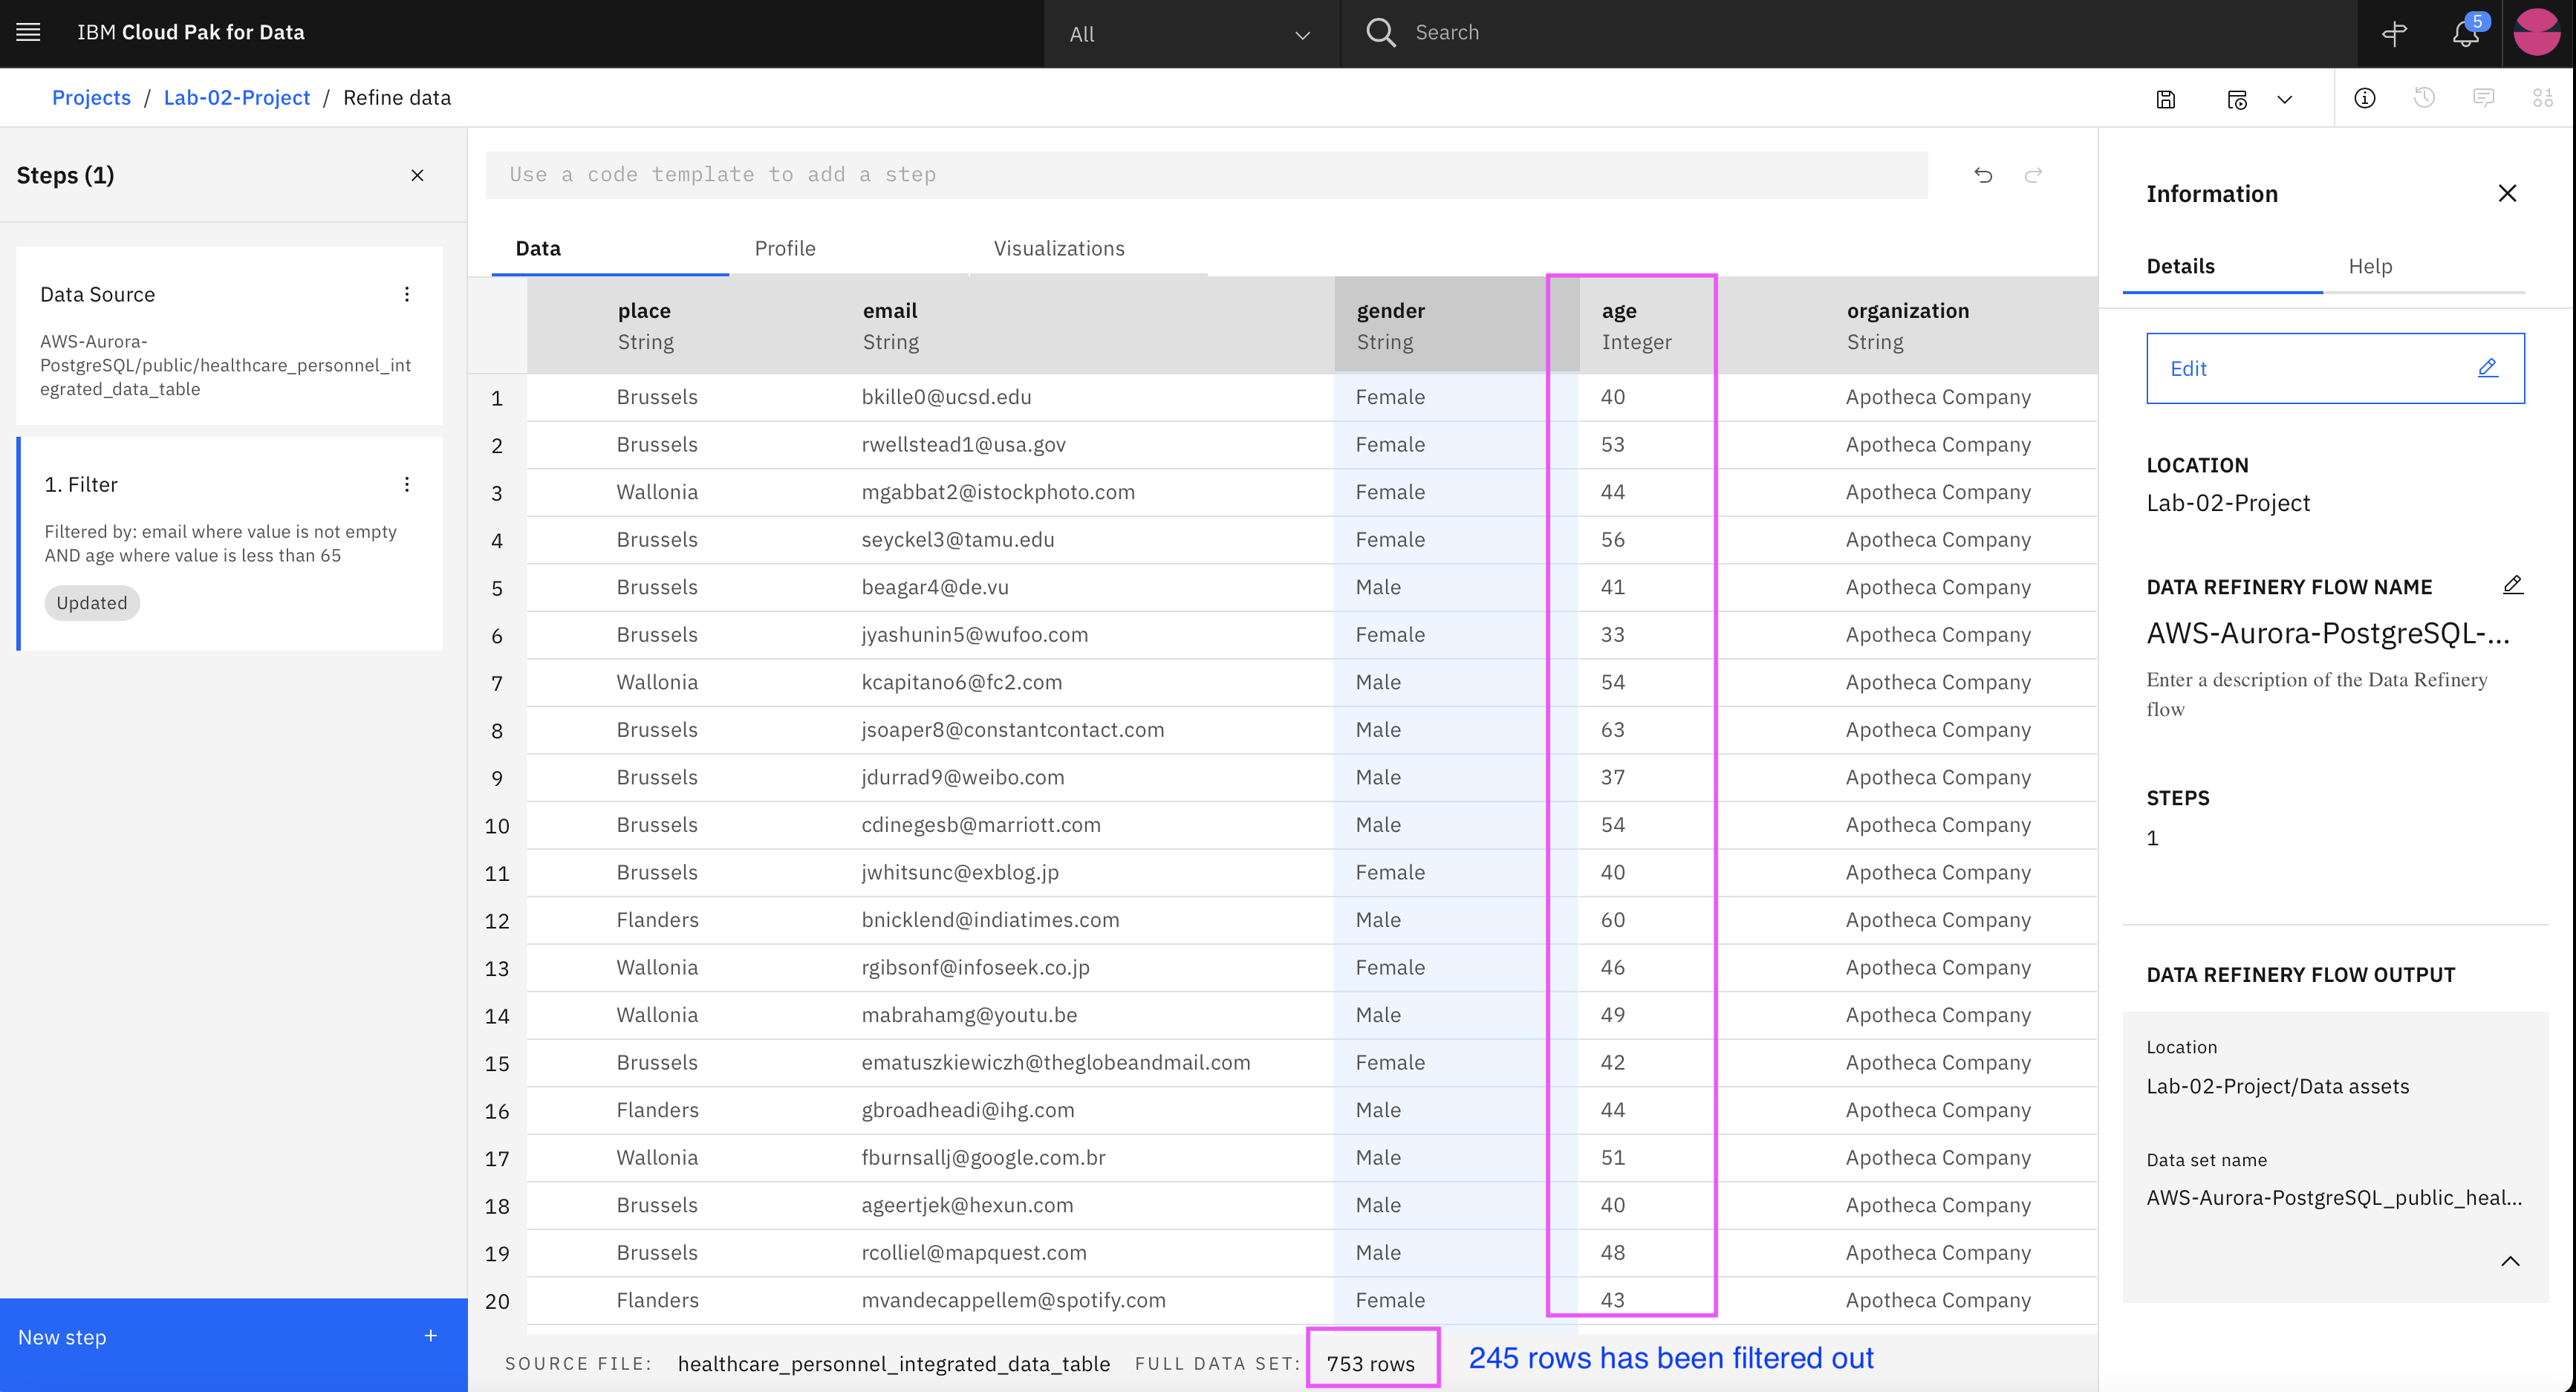 IBM Cloud Pak for Data
All
Search
5
Projects / Lab-02-Project / Refine data
Steps (1)
Data Source
AWS-Aurora-
PostgreSQL/public/healthcare_personnel_int
egrated_data_table
1. Filter
Filtered by: email where value is not empty
AND age where value is less than 65
Updated
New step
Use a code template to add a step
Data Profile Visualizations
place email gender age organization
String String String Integer String
1 Brussels bkille0@ucsd.edu Female 40 Apotheca Company
2 Brussels rwellstead1@usa.gov Female 53 Apotheca Company
3 Wallonia mgabbat2@istockphoto.com Female 44 Apotheca Company
4 Brussels seyckel3@tamu.edu Female 56 Apotheca Company
5 Brussels beagar4@de.vu Male 41 Apotheca Company
6 Brussels jyashunin5@wufoo.com Female 33 Apotheca Company
7 Wallonia kcapitano6@fc2.com Male 54 Apotheca Company
8 Brussels jsoaper8@constantcontact.com Male 63 Apotheca Company
9 Brussels jdurrad9@weibo.com Male 37 Apotheca Company
10 Brussels cdinegesb@marriott.com Male 54 Apotheca Company
11 Brussels jwhitsunc@exblog.jp Female 40 Apotheca Company
12 Flanders bnicklend@indiatimes.com Male 60 Apotheca Company
13 Wallonia rgibsonf@infoseek.co.jp Female 46 Apotheca Company
14 Wallonia mabrahamg@youtu.be Male 49 Apotheca Company
15 Brussels ematuszkiewiczh@theglobeandmail.com Female 42 Apotheca Company
16 Flanders gbroadheadi@ihg.com Male 44 Apotheca Company
17 Wallonia fburnsallj@google.com.br Male 51 Apotheca Company
18 Brussels ageertjek@hexun.com Male 40 Apotheca Company
19 Brussels rcolliel@mapquest.com Male 48 Apotheca Company
20 Flanders mvandecappellem@spotify.com Female 43 Apotheca Company
SOURCE FILE: healthcare_personnel_integrated_data_table FULL DATA SET: 753 rows
245 rows has been filtered out
Information
Details Help
Edit
LOCATION
Lab-02-Project
DATA REFINERY FLOW NAME
AWS-Aurora-PostgreSQL-...
Enter a description of the Data Refinery
flow
STEPS
1
DATA REFINERY FLOW OUTPUT
Location
Lab-02-Project/Data assets
Data set name
AWS-Aurora-PostgreSQL_public_heal...